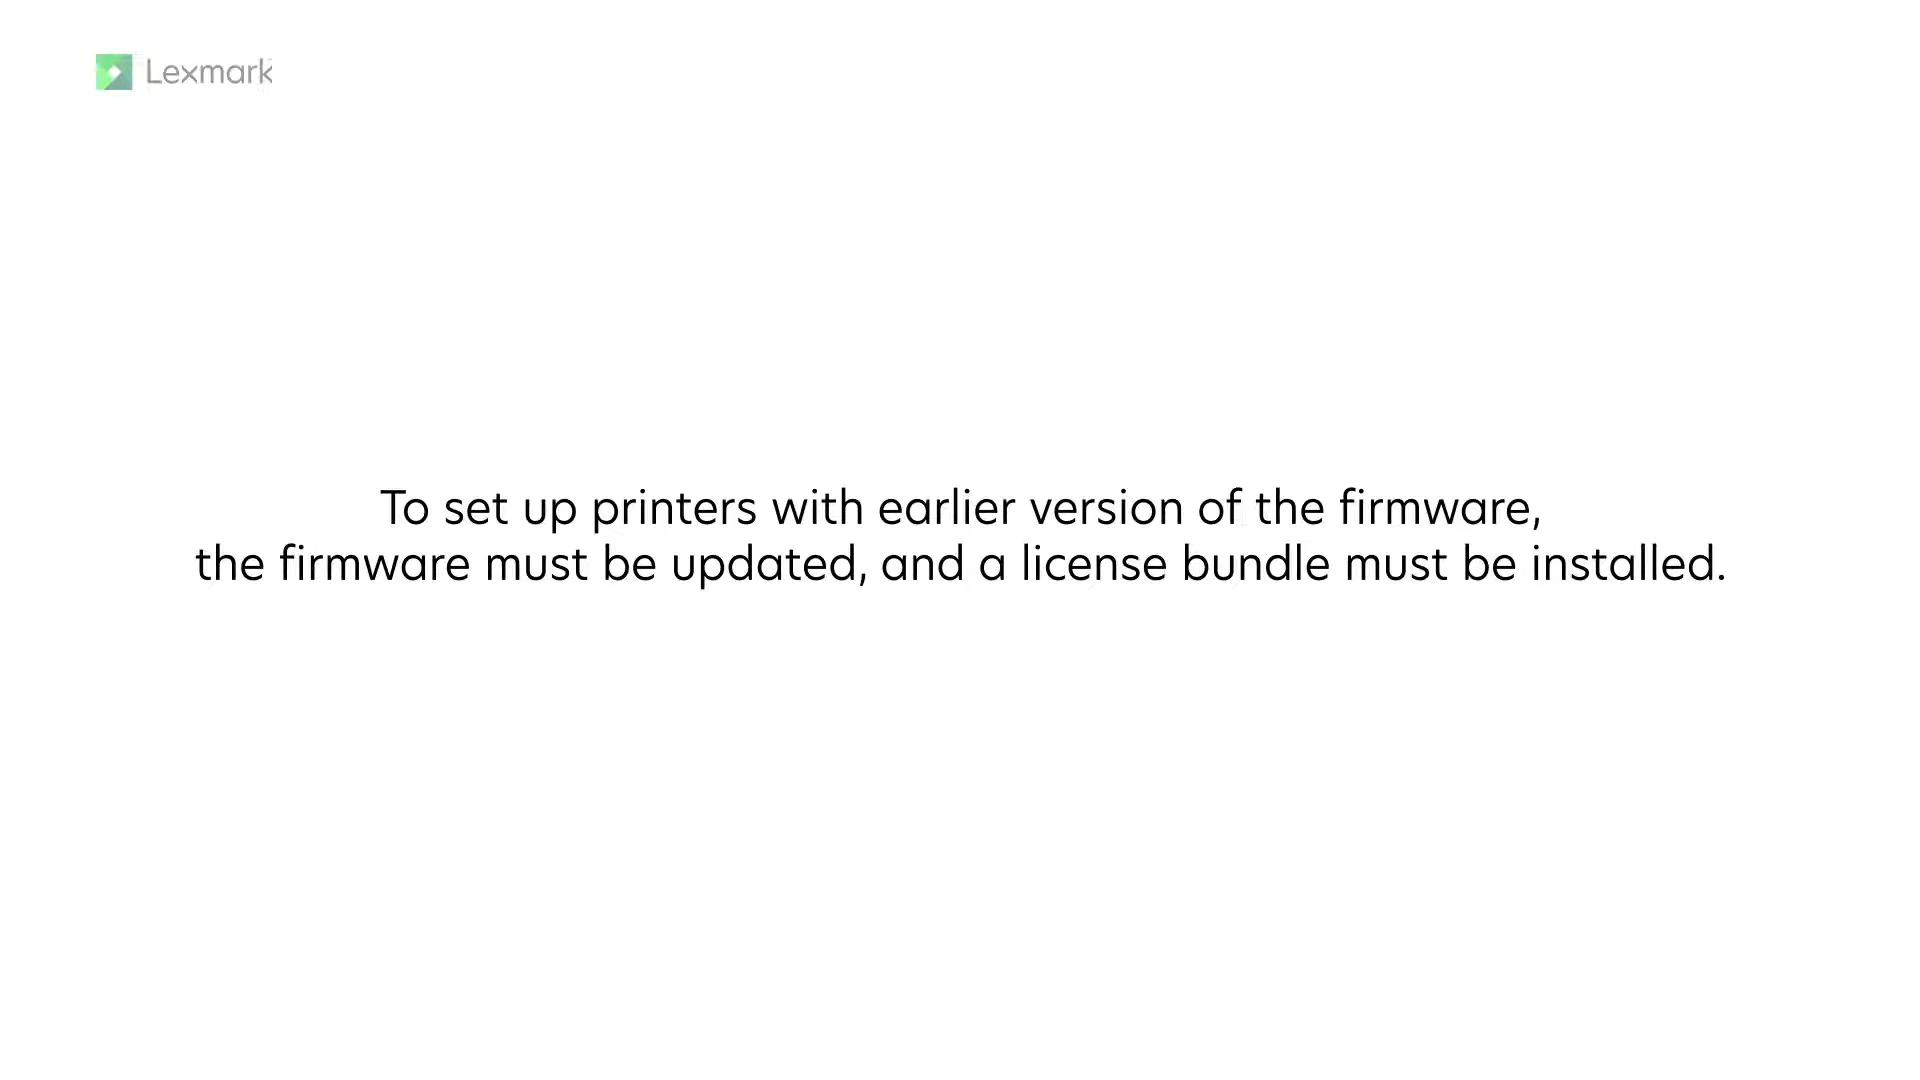 Lexmark
To set up printers with earlier version of the firmware,
the firmware must be updated, and a license bundle must be installed.